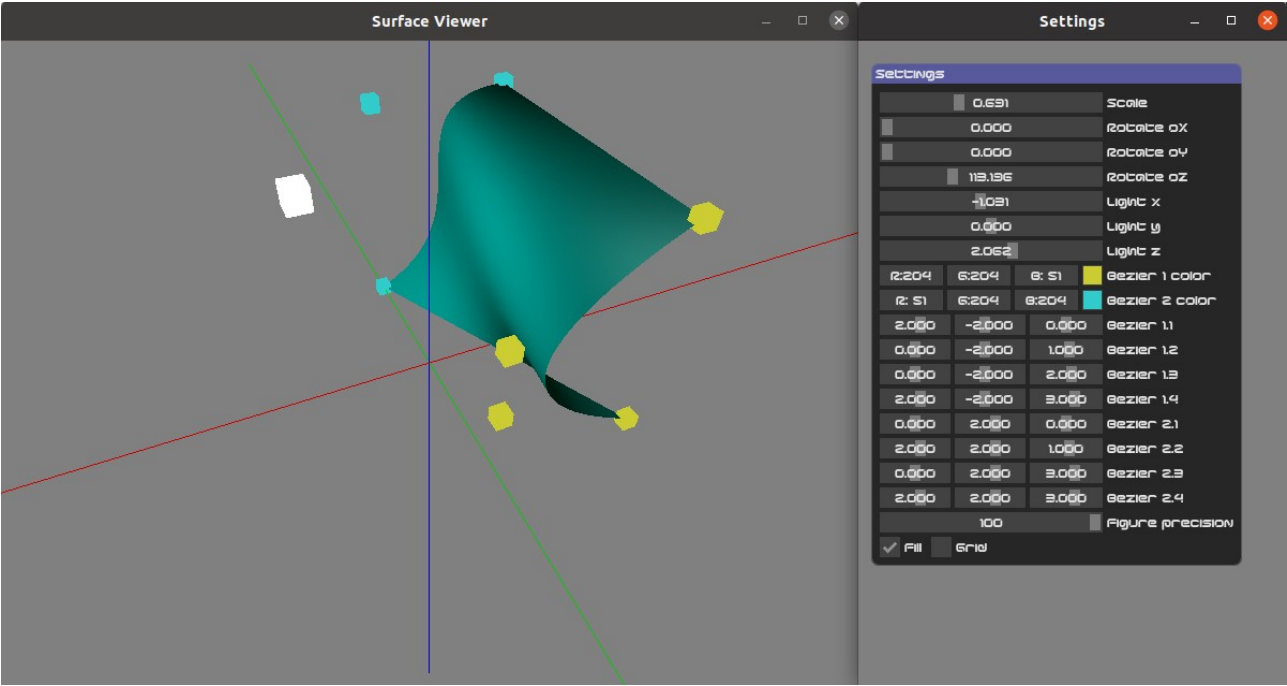 Surface Viewer
Settings
Settings
0.691 Scale
0.000 Rotate oX
0.000 Rotate oY
113.196 Rotate oZ
-1.031 Light x
0.000 Light y
2.062 Light z
R:204 G:204 B: 51 Bezier 1 color
R: 51 G:204 B:204 Bezier 2 color
2.000 -2.000 0.000 Bezier 1.1
0.000 -2.000 1.000 Bezier 1.2
0.000 -2.000 2.000 Bezier 1.3
2.000 -2.000 3.000 Bezier 1.4
0.000 2.000 0.000 Bezier 2.1
2.000 2.000 1.000 Bezier 2.2
0.000 2.000 3.000 Bezier 2.3
2.000 2.000 3.000 Bezier 2.4
100 Figure precision
Fill Grid